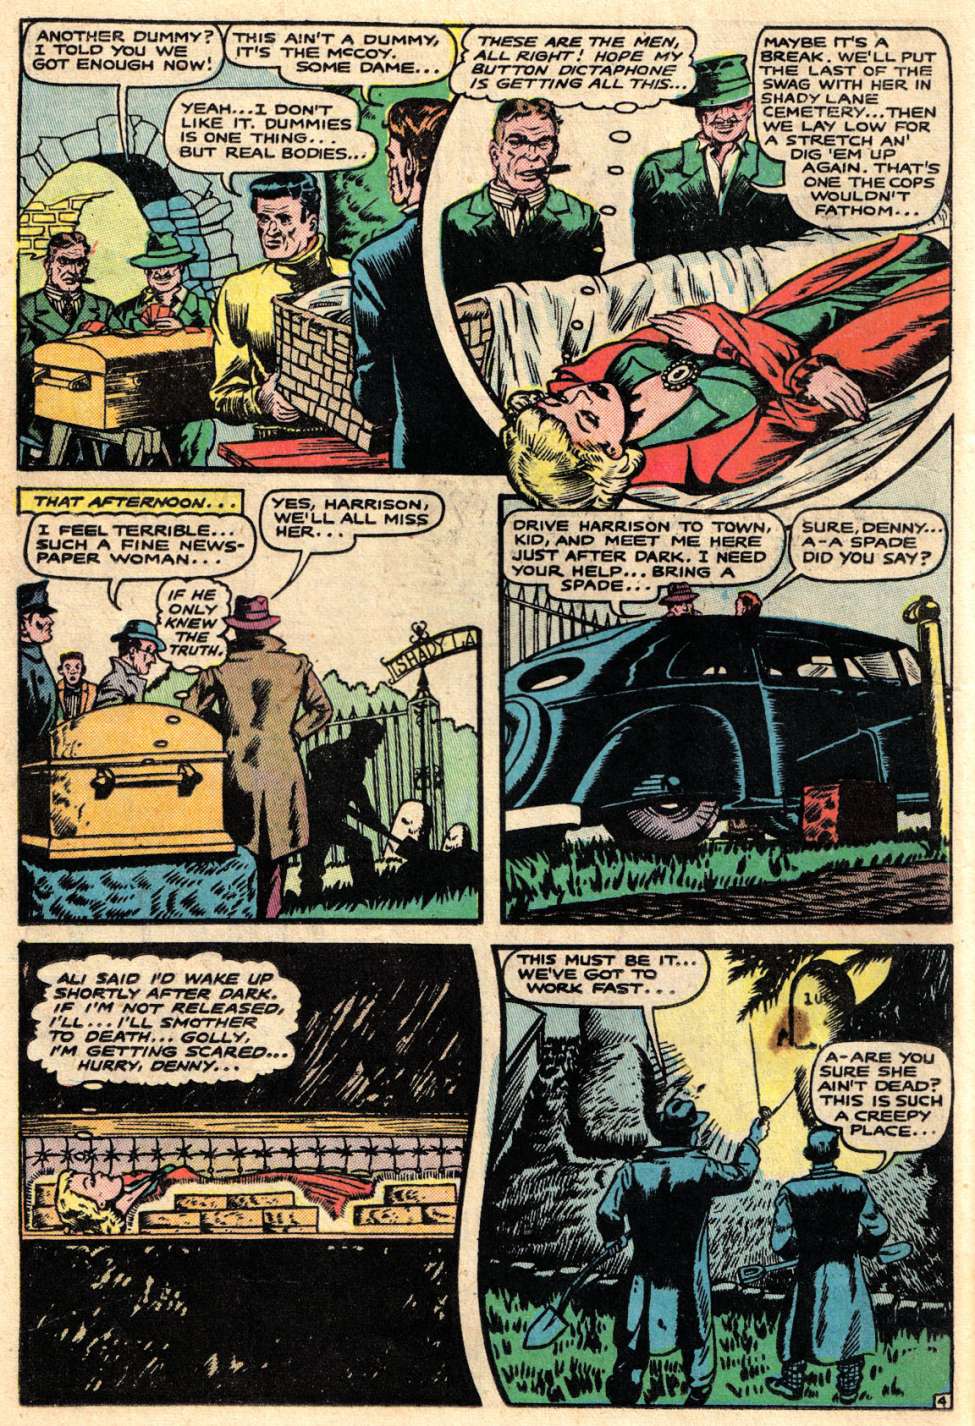 ANOTHER DUMMY?
I TOLD YOU WE
GOT ENOUGH NOW!
THIS AIN'T A DUMMY,
IT'S THE McCOY.
SOME DAME...
YEAH...I DON'T
LIKE IT. DUMMIES
IS ONE THING...
BUT REAL BODIES...
THESE ARE THE MEN,
ALL RIGHT! HOPE MY
BUTTON DICTAPHONE
IS GETTING ALL THIS...
MAYBE IT'S A
BREAK. WE'LL PUT
THE LAST OF THE
SWAG WITH HER IN
SHADY LANE
CEMETERY...THEN
WE LAY LOW FOR
A STRETCH AN'
DIG 'EM UP
AGAIN. THAT'S
ONE THE COPS
WOULDN'T
FATHOM...
THAT AFTERNOON...
I FEEL TERRIBLE...
SUCH A FINE NEWS-
PAPER WOMAN...
YES, HARRISON,
WE'LL ALL MISS
HER...
IF HE
ONLY
KNEW
THE
TRUTH.
SHADY LA
DRIVE HARRISON TO TOWN,
KID, AND MEET ME HERE
JUST AFTER DARK. I NEED
YOUR HELP... BRING A
SPADE...
SURE, DENNY...
A-A SPADE
DID YOU SAY?
ALI SAID I'D WAKE UP
SHORTLY AFTER DARK.
IF I'M NOT RELEASED,
I'LL... I'LL SMOTHER
TO DEATH... GOLLY,
I'M GETTING SCARED...
HURRY, DENNY...
THIS MUST BE IT...
WE'VE GOT TO
WORK FAST...
A-ARE YOU
SURE SHE
AIN'T DEAD?
THIS IS SUCH
A CREEPY
PLACE...
4